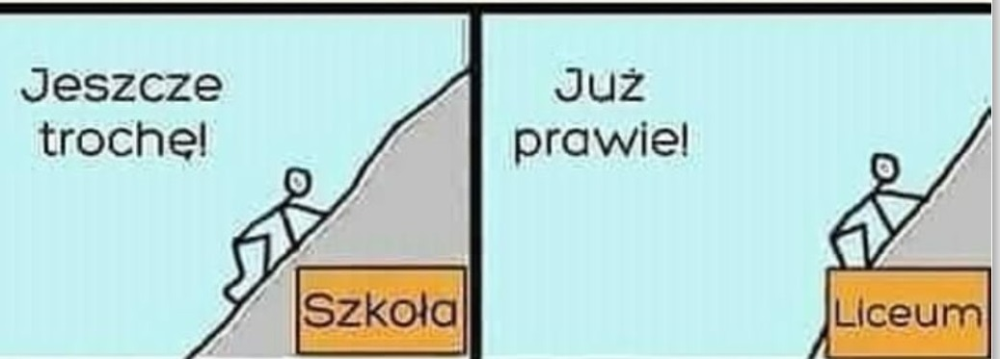 Jeszcze
trochę!
Szkoła
Już
prawie!
Liceum